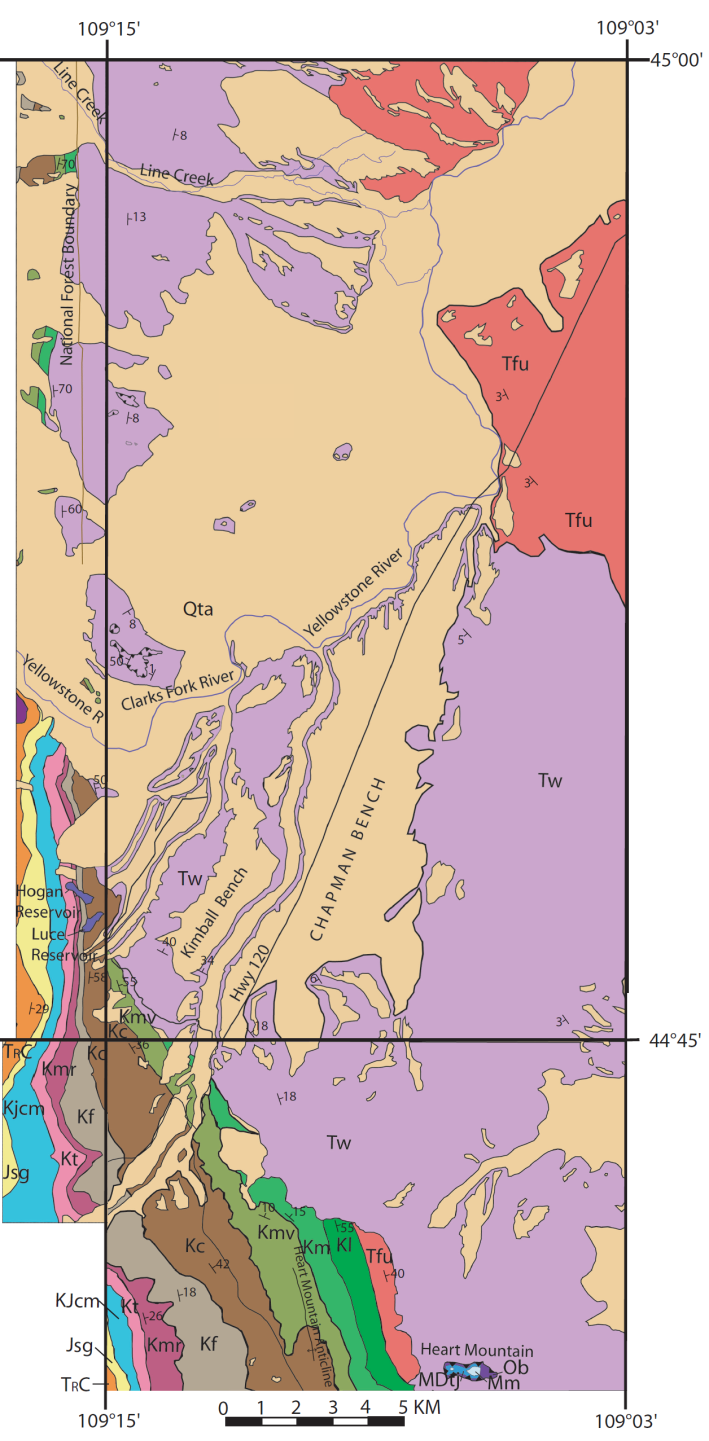 109°15' 109°03'
45°00'
Line Creek
8
70
Line Creek
13
National Forest Boundary
Tfu
3
70
8
3
60
Tfu
Yellowstone River
Qta
8
5
50
Yellowstone R
Clarks Fork River
50
Tw
CHAPMAN BENCH
Tw
Hogan
Reservoir
Luce
Reservoir
Kimball Bench
40
34
Hwy 120
58
55
6
29
Kmv
18
3
Kc
36
44°45'
TRC
Kmr
Kc
18
Kjcm
Kf
Tw
Kt
Jsg
10
15
Kmv
55
Kc
Km
Kl
Tfu
42
40
Heart Mountain Anticline
KJcm
Kt
18
26
Jsg
Kmr
Kf
Heart Mountain
Ob
TRC
MDtj
Mm
109°15'
0 1 2 3 4 5 KM
109°03'